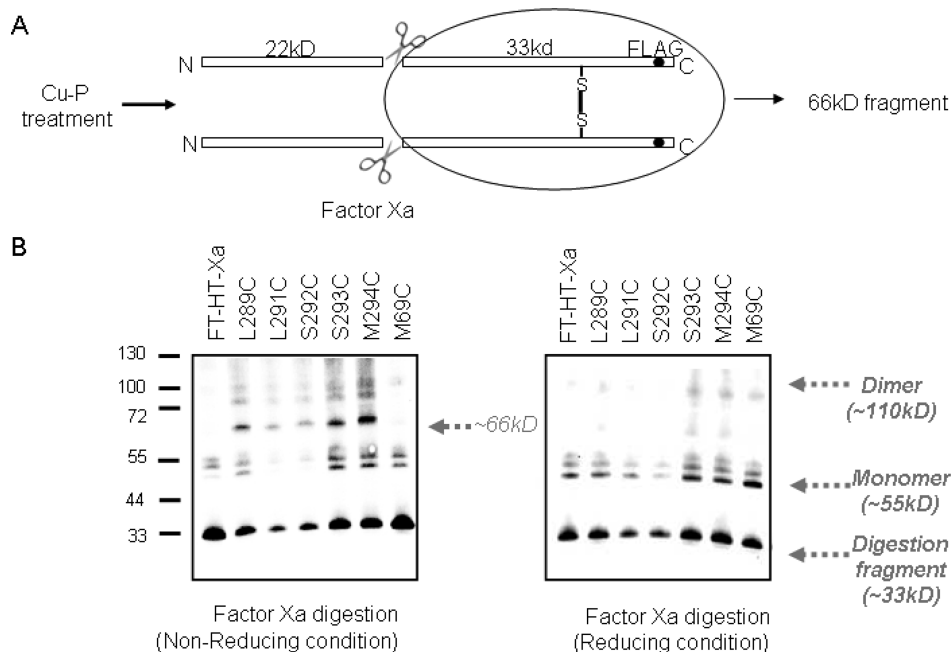 A
22kD
33kd
FLAG
N
C
Cu-P
treatment
S
S
66kD fragment
N
C
Factor Xa
B
FT-HT-Xa
L289C
L291C
S292C
S293C
M294C
M69C
FT-HT-Xa
L289C
L291C
S292C
S293C
M294C
M69C
130
100
72
55
44
33
~66kD
Dimer
(~110kD)
Monomer
(~55kD)
Digestion
fragment
(~33kD)
Factor Xa digestion
(Non-Reducing condition)
Factor Xa digestion
(Reducing condition)